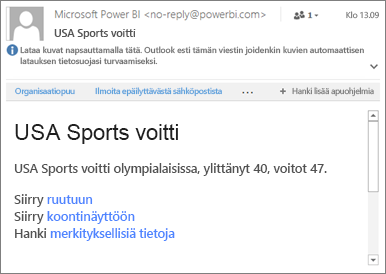 Microsoft Power BI <no-reply@powerbi.com> 1 Klo 13.09
USA Sports voitti
Lataa kuvat napsauttamalla tätä. Outlook esti tämän viestin joidenkin kuvien automaattisen
latauksen tietosuojasi turvaamiseksi.
Organisaatiopuu Ilmoita epäilyttävästä sähköpostista ... + Hanki lisää apuohjelmia
USA Sports voitti
USA Sports voitti olympialaisissa, ylittänyt 40, voitot 47.
Siirry ruutuun
Siirry koontinäyttöön
Hanki merkityksellisiä tietoja